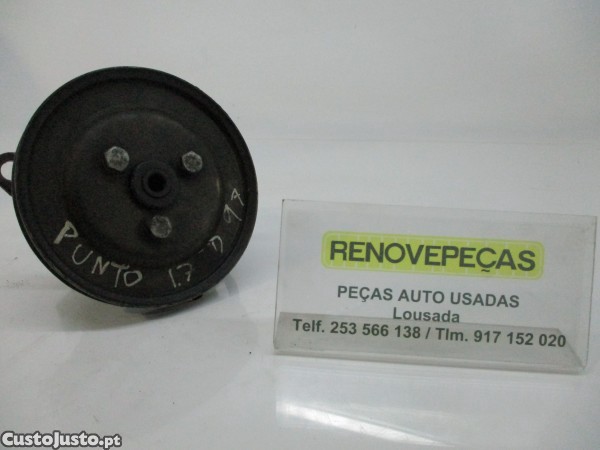 PUNTO 1.7 D 97
RENOVEPEÇAS
PEÇAS AUTO USADAS
Lousada
Telf. 253 566 138 / Tlm. 917 152 020
CustoJusto.pt